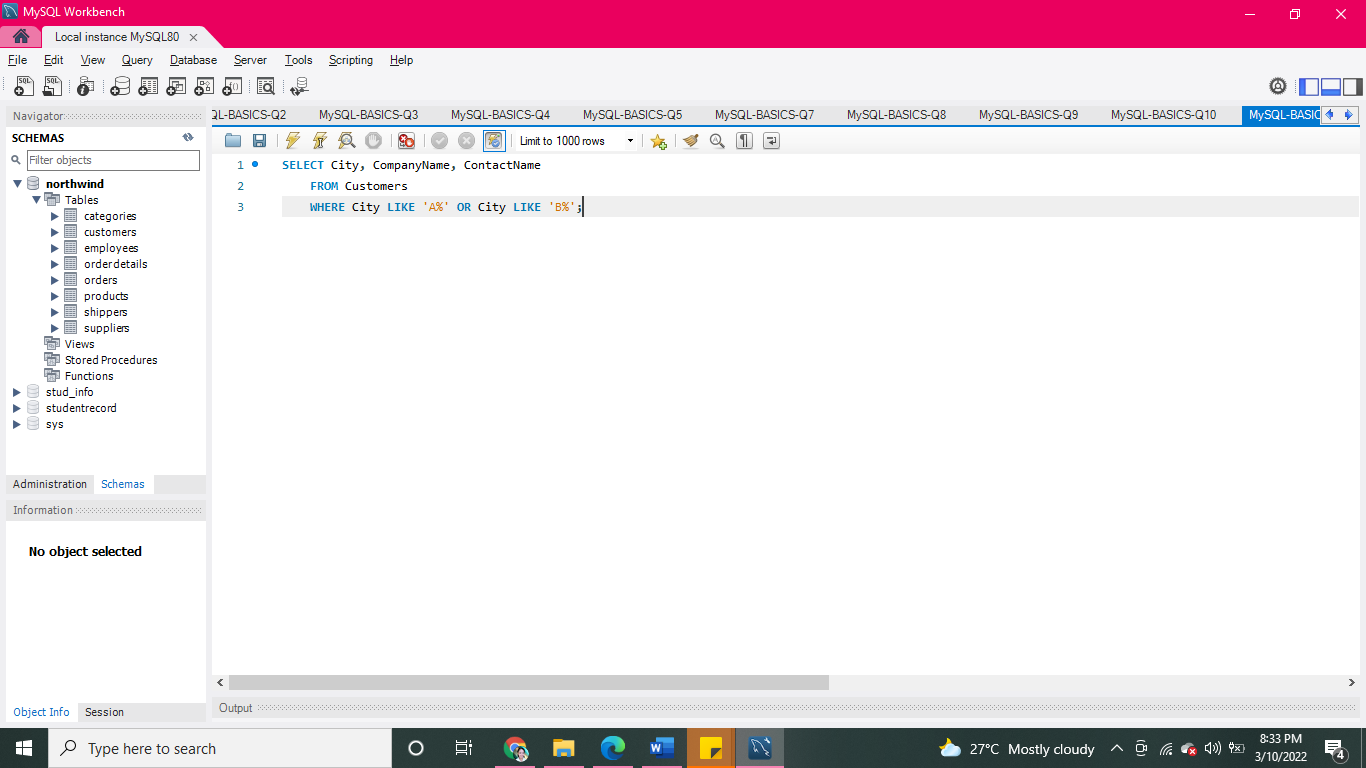 MySQL Workbench
Local instance MySQL80
File Edit View Query Database Server Tools Scripting Help
Navigator
SCHEMAS
Filter objects
northwind
Tables
categories
customers
employees
orderdetails
orders
products
shippers
suppliers
Views
Stored Procedures
Functions
stud_info
studentrecord
sys
Administration Schemas
Information
No object selected
Object Info Session
QL-BASICS-Q2 MySQL-BASICS-Q3 MySQL-BASICS-Q4 MySQL-BASICS-Q5 MySQL-BASICS-Q7 MySQL-BASICS-Q8 MySQL-BASICS-Q9 MySQL-BASICS-Q10 MySQL-BASIC
Limit to 1000 rows
1 SELECT City, CompanyName, ContactName
2 FROM Customers
3 WHERE City LIKE 'A%' OR City LIKE 'B%';
Output
Type here to search
27°C Mostly cloudy
8:33 PM
3/10/2022
4